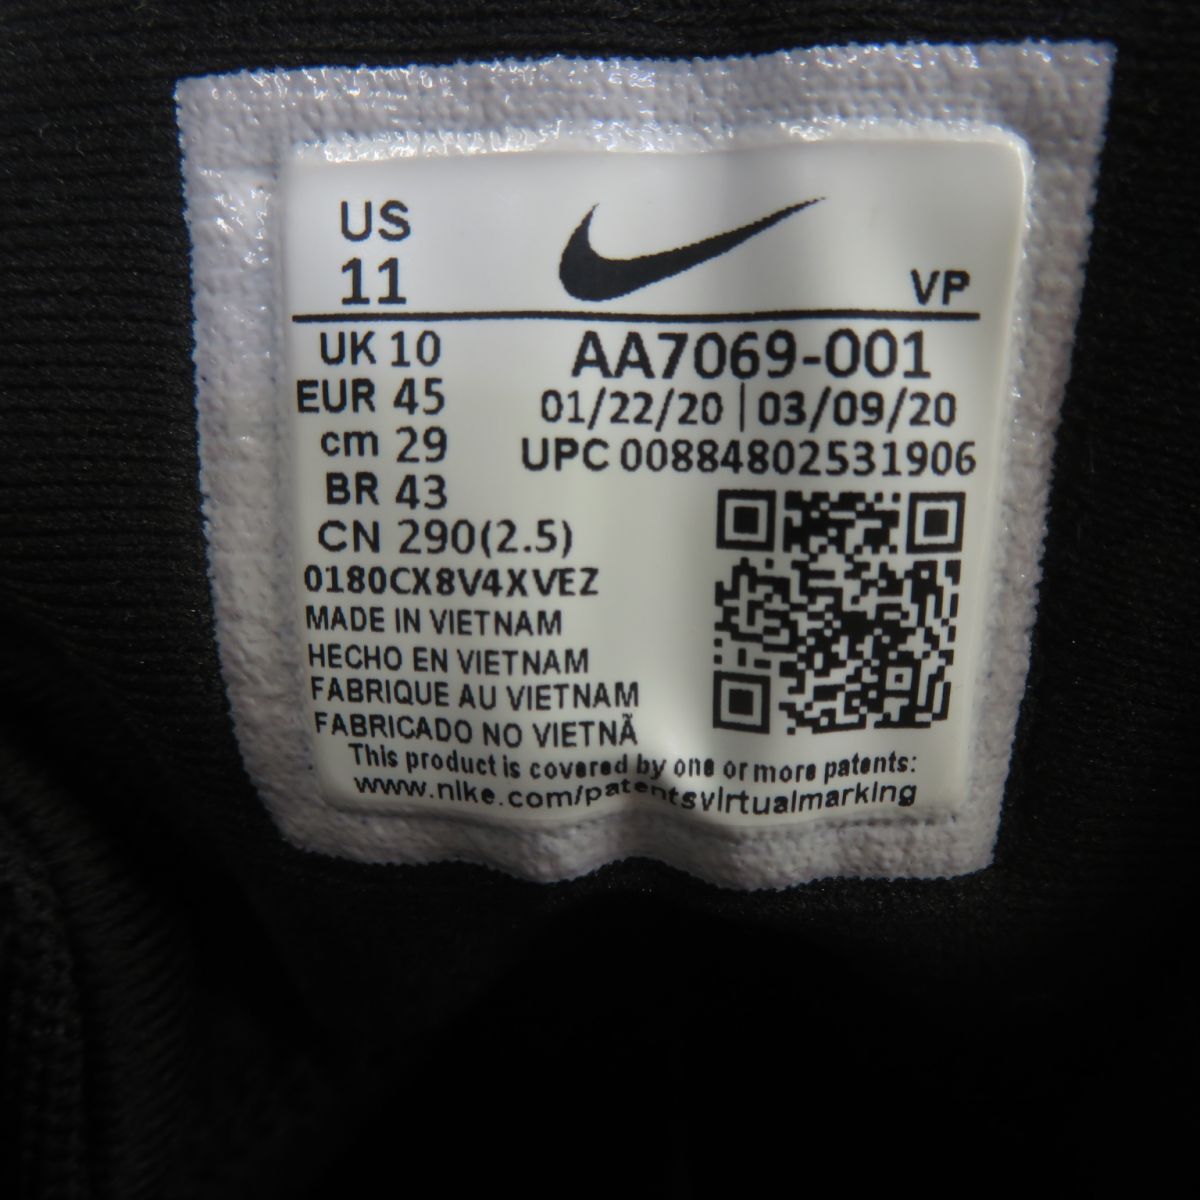 US
11
VP
UK 10
EUR 45
cm 29
BR 43
CN 290(2.5)
AA7069-001
01/22/20 | 03/09/20
UPC 00884802531906
0180CX8V4XVEZ
MADE IN VIETNAM
HECHO EN VIETNAM
FABRIQUE AU VIETNAM
FABRICADO NO VIETNÃ
This product is covered by one or more patents:
www.nike.com/patentsvirtualmarking